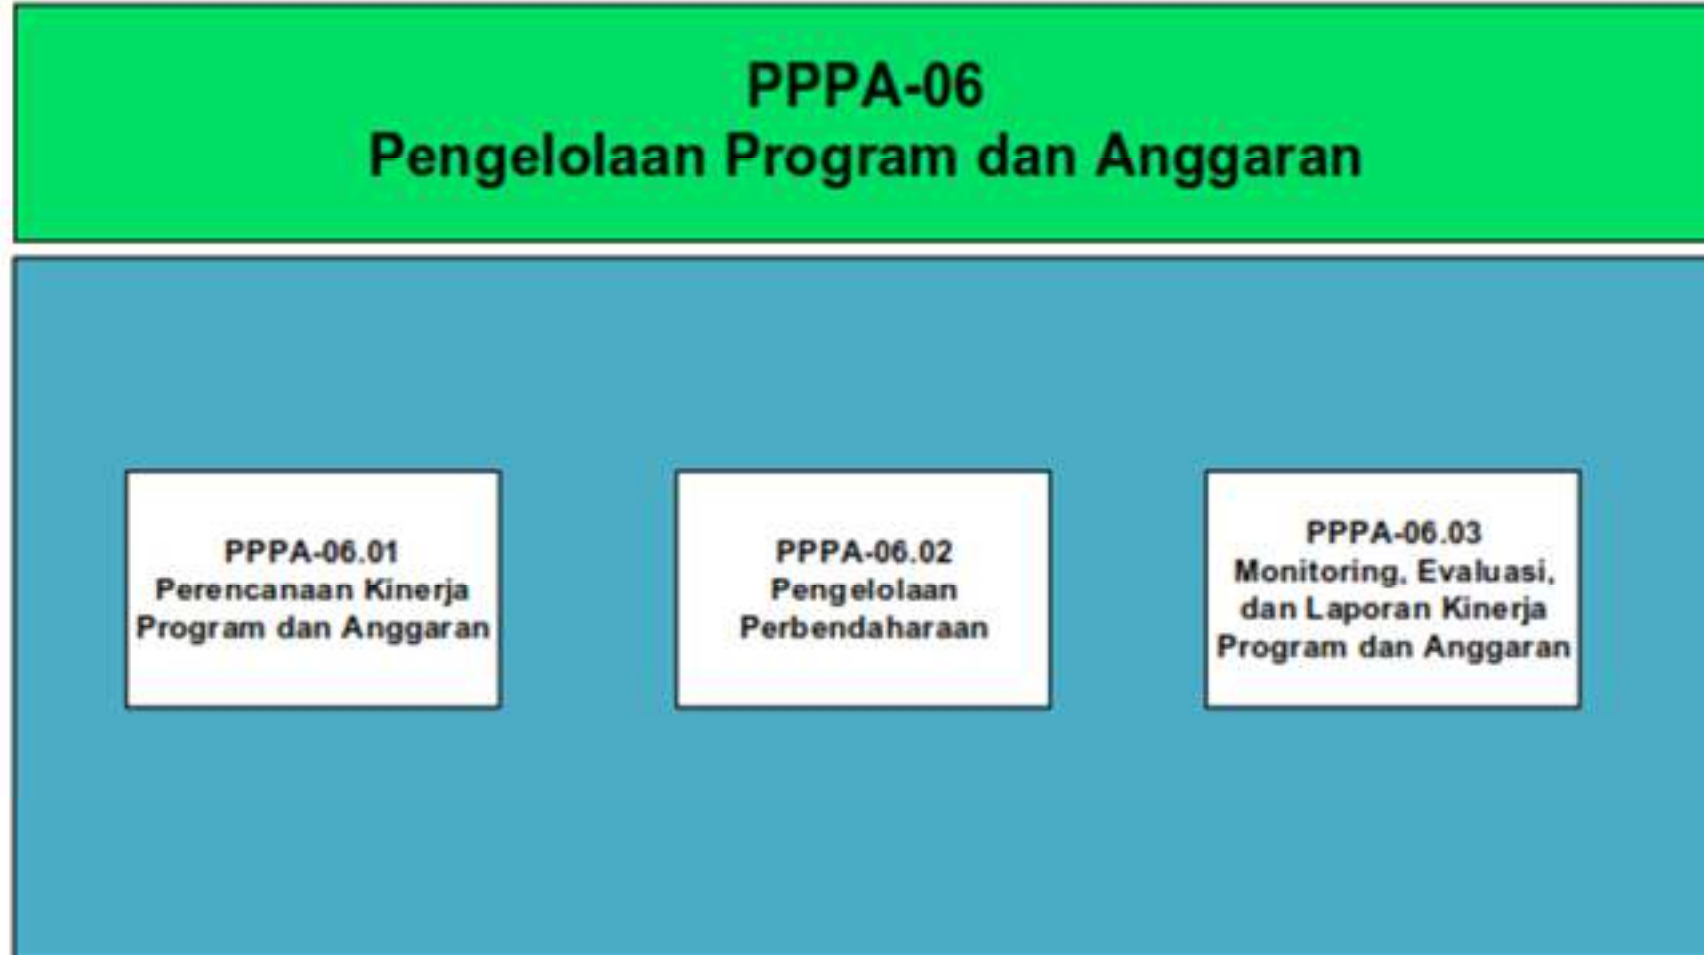 PPPA-06
Pengelolaan Program dan Anggaran
PPPA-06.01
Perencanaan Kinerja
Program dan Anggaran
PPPA-06.02
Pengelolaan
Perbendaharaan
PPPA-06.03
Monitoring, Evaluasi,
dan Laporan Kinerja
Program dan Anggaran